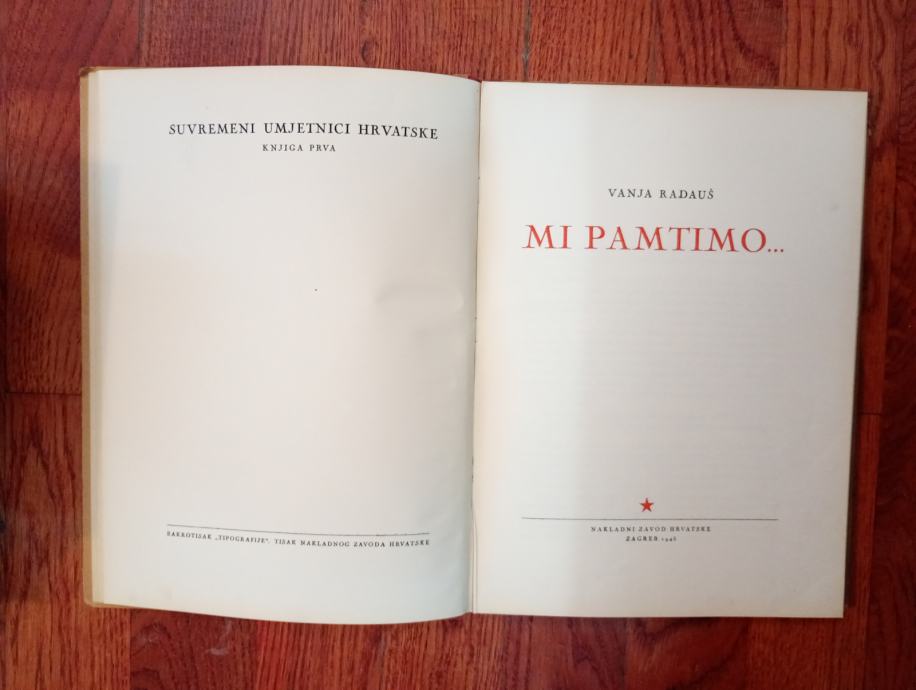 SUVREMENI UMJETNICI HRVATSKE
KNJIGA PRVA
BAKROTISAK „TIPOGRAFIJE“. TISAK NAKLADNOG ZAVODA HRVATSKE
VANJA RADAUŠ
MI PAMTIMO...
NAKLADNI ZAVOD HRVATSKE
ZAGREB